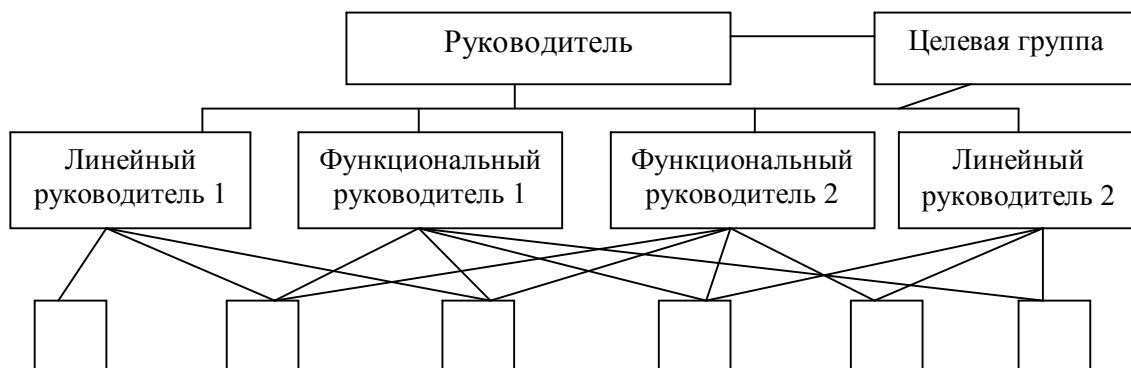 Руководитель
Целевая группа
Линейный
руководитель 1
Функциональный
руководитель 1
Функциональный
руководитель 2
Линейный
руководитель 2